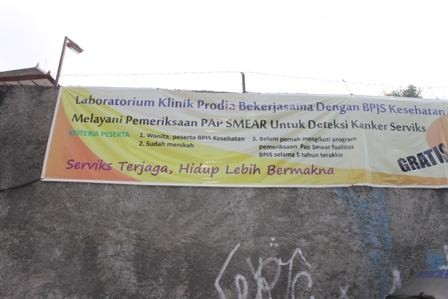 Laboratorium Klinik Prodia Bekerjasama Dengan BPJS Kesehatan
Melayani Pemeriksaan PAP SMEAR Untuk Deteksi Kanker Serviks
KRITERIA PESERTA
1. Wanita, peserta BPJS Kesehatan
2. Sudah menikah
3. Belum pernah mengikuti program
pemeriksaan Pap Smear fasilitas
BPJS selama 5 tahun terakhir
GRATIS
Serviks Terjaga, Hidup Lebih Bermakna